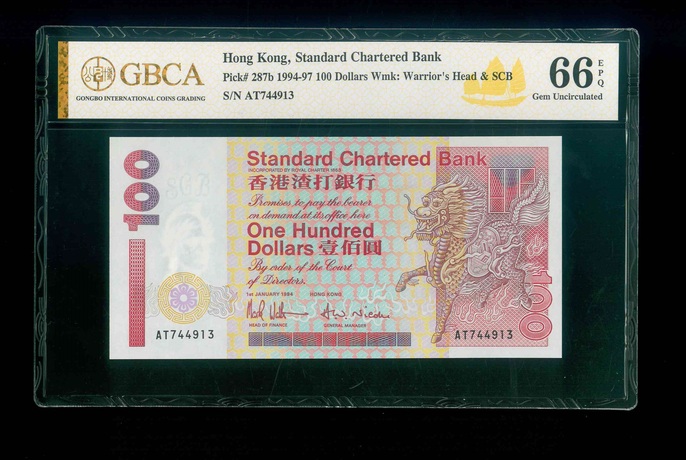 GBCA
GONGBO INTERNATIONAL COINS GRADING
Hong Kong, Standard Chartered Bank
Pick# 287b 1994-97 100 Dollars Wmk: Warrior's Head & SCB
S/N AT744913
66 EPQ
Gem Uncirculated
100
Standard Chartered Bank
INCORPORATED BY ROYAL CHARTER 1853
香港渣打銀行
Promises to pay the bearer
on demand at its office here
One Hundred
Dollars 壹佰圓
By order of the Court
of Directors.
1st JANUARY 1994 HONG KONG
HEAD OF FINANCE GENERAL MANAGER
AT744913
AT744913
100